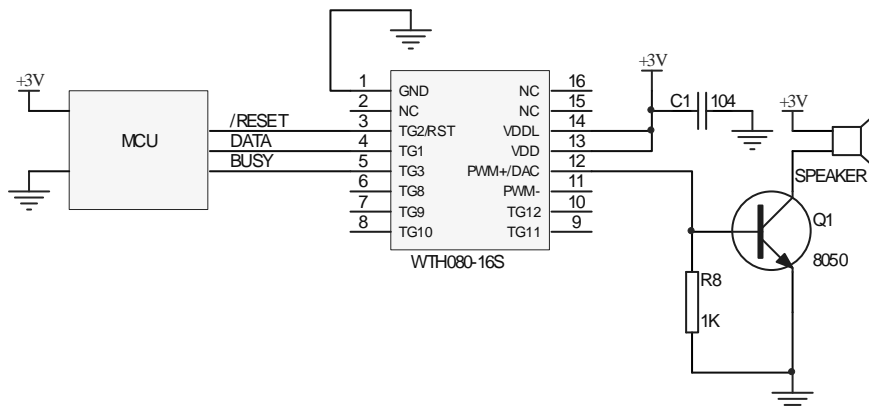 +3V
MCU
/RESET
DATA
BUSY
1
2
3
4
5
6
7
8
GND
NC
TG2/RST
TG1
TG3
TG8
TG9
TG10
NC
NC
VDDL
VDD
PWM+/DAC
PWM-
TG12
TG11
16
15
14
13
12
11
10
9
WTH080-16S
+3V
C1
104
+3V
SPEAKER
Q1
8050
R8
1K